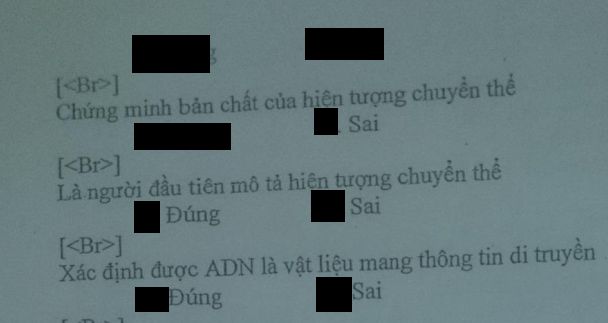 [<Br>]
Chứng minh bản chất của hiện tượng chuyển thể
Sai
[<Br>]
Là người đầu tiên mô tả hiện tượng chuyển thể
Đúng Sai
[<Br>]
Xác định được ADN là vật liệu mang thông tin di truyền
Đúng Sai